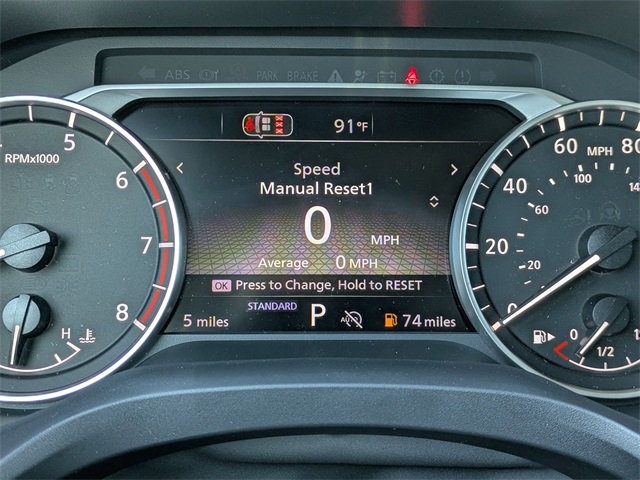 ABS PARK BRAKE
91°F
Speed
Manual Reset1
0 MPH
Average 0 MPH
OK Press to Change, Hold to RESET
STANDARD
5 miles P AUTO 74 miles
5 6 7 8
RPMx1000
H
0 20 40 60 80
MPH
20 60 100
0 1/2